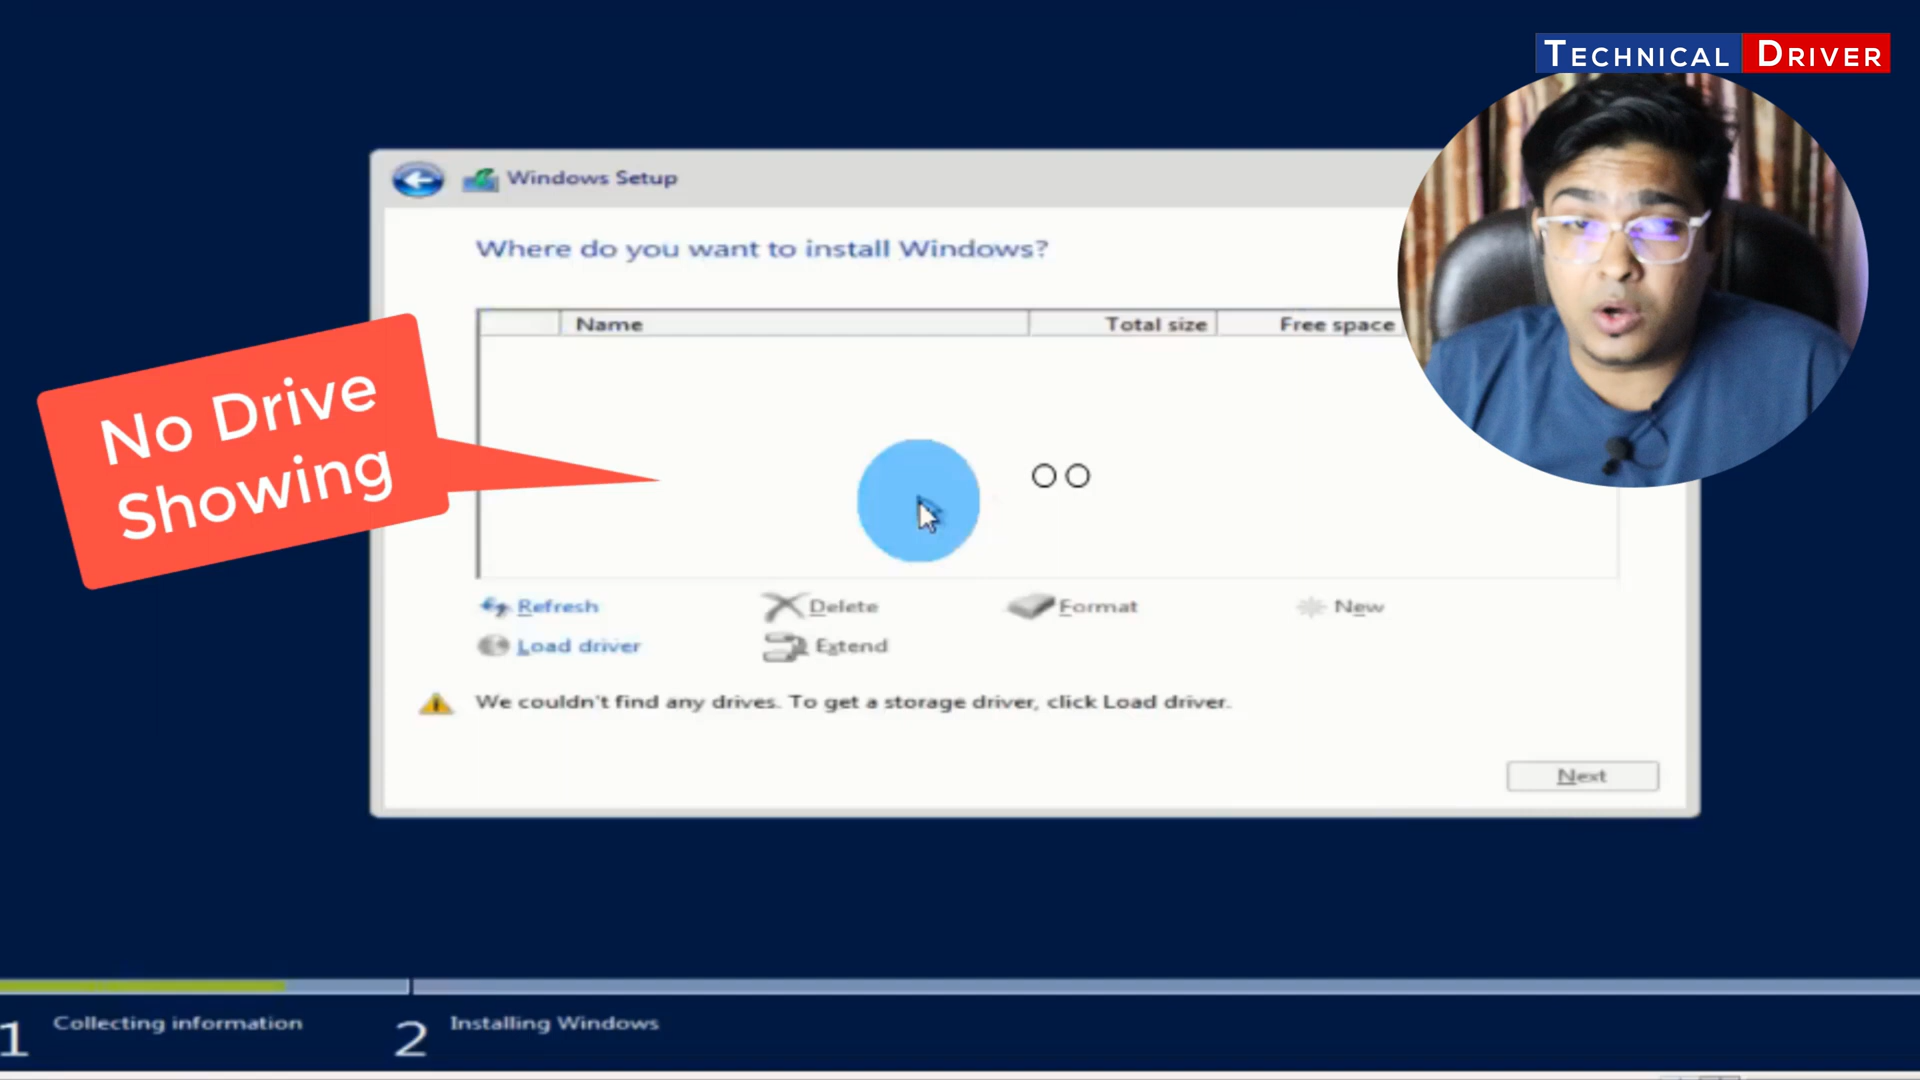 TECHNICAL DRIVER
Windows Setup
Where do you want to install Windows?
Name Total size Free space
No Drive
Showing
Refresh Delete Format New
Load driver Extend
We couldn't find any drives. To get a storage driver, click Load driver.
Next
1 Collecting information 2 Installing Windows